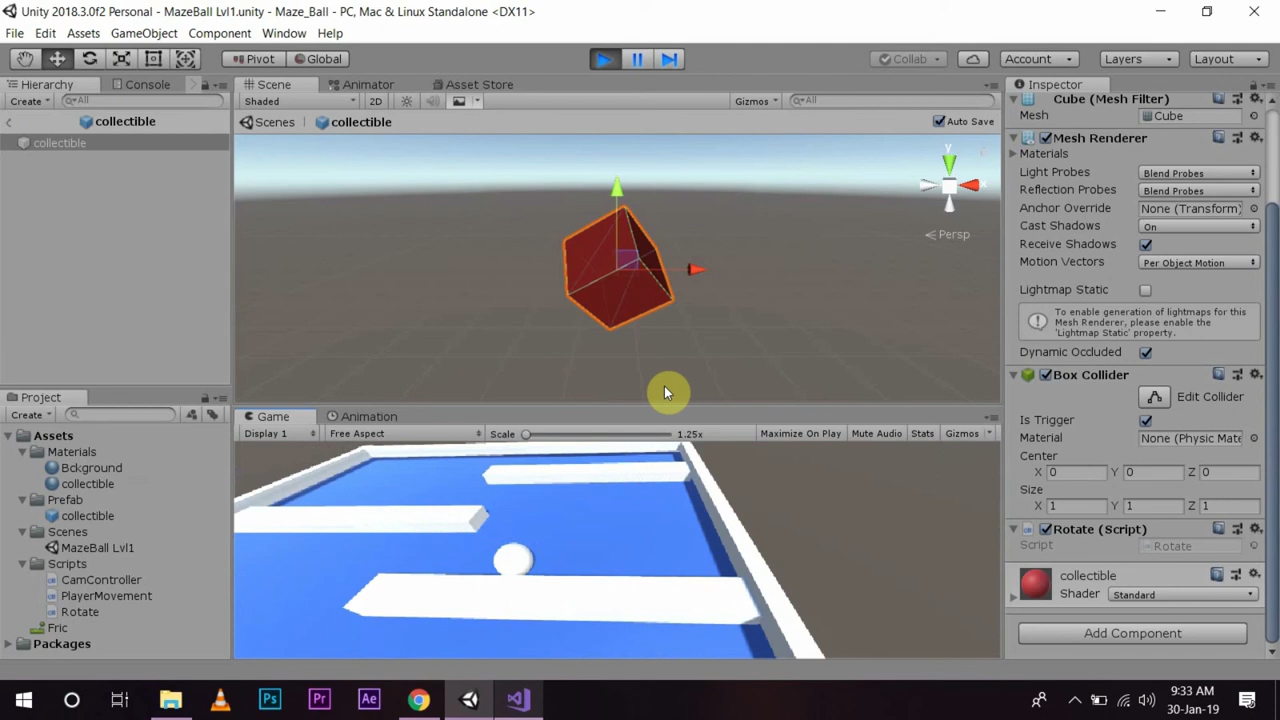 Unity 2018.3.0f2 - MazeBall Lvl1.unity - Maze_Ball - PC, Mac & Linux Standalone <DX11>
File Edit Assets GameObject Component Window Help
Pivot Global Collab Account Layers Layout
Hierarchy Console Scene Animator Asset Store Inspector
Create All Shaded 2D Gizmos All Cube (Mesh Filter)
Mesh Cube
collectible Scenes collectible Auto Save
collectible
Mesh Renderer
Materials
y
x
Persp
Light Probes Blend Probes
Reflection Probes Blend Probes
Anchor Override None (Transform)
Cast Shadows On
Receive Shadows
Motion Vectors Per Object Motion
Lightmap Static
To enable generation of lightmaps for this
Mesh Renderer, please enable the
'Lightmap Static' property.
Dynamic Occluded
Box Collider
Edit Collider
Is Trigger
Material None (Physic Mate
Center
X 0 Y 0 Z 0
Size
X 1 Y 1 Z 1
Rotate (Script)
Script Rotate
collectible
Shader Standard
Add Component
Project
Create
Game Animation
Display 1 Free Aspect Scale 1.25x Maximize On Play Mute Audio Stats Gizmos
Assets
Materials
Bckground
collectible
Prefab
collectible
Scenes
MazeBall Lvl1
Scripts
CamController
PlayerMovement
Rotate
Fric
Packages
Ps Pr Ae
9:33 AM
30-Jan-19